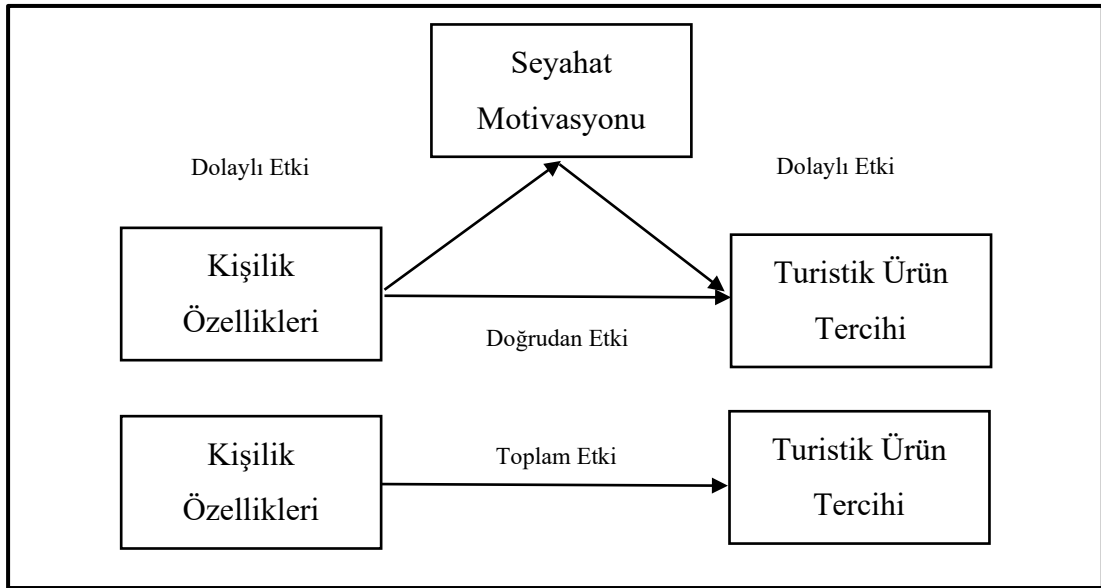 Seyahat
Motivasyonu
Dolaylı Etki
Dolaylı Etki
Kişilik
Özellikleri
Turistik Ürün
Tercihi
Doğrudan Etki
Kişilik
Özellikleri
Toplam Etki
Turistik Ürün
Tercihi